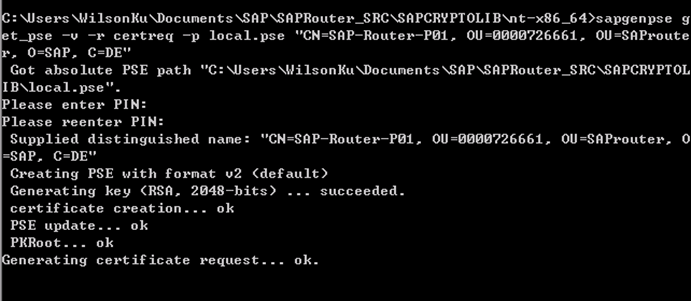 C:\Users\WilsonKu\Documents\SAP\SAPRouter_SRC\SAPCRYPTOLIB\nt-x86_64>sapgenpse g
et_pse -v -r certreq -p local.pse "CN=SAP-Router-P01, OU=0000726661, OU=SAProute
r, O=SAP, C=DE"
 Got absolute PSE path "C:\Users\WilsonKu\Documents\SAP\SAPRouter_SRC\SAPCRYPTOL
IB\local.pse".
Please enter PIN:
Please reenter PIN:
 Supplied distinguished name: "CN=SAP-Router-P01, OU=0000726661, OU=SAProuter, O
=SAP, C=DE"
 Creating PSE with format v2 (default)
 Generating key (RSA, 2048-bits) ... succeeded.
 certificate creation... ok
 PSE update... ok
 PKRoot... ok
Generating certificate request... ok.